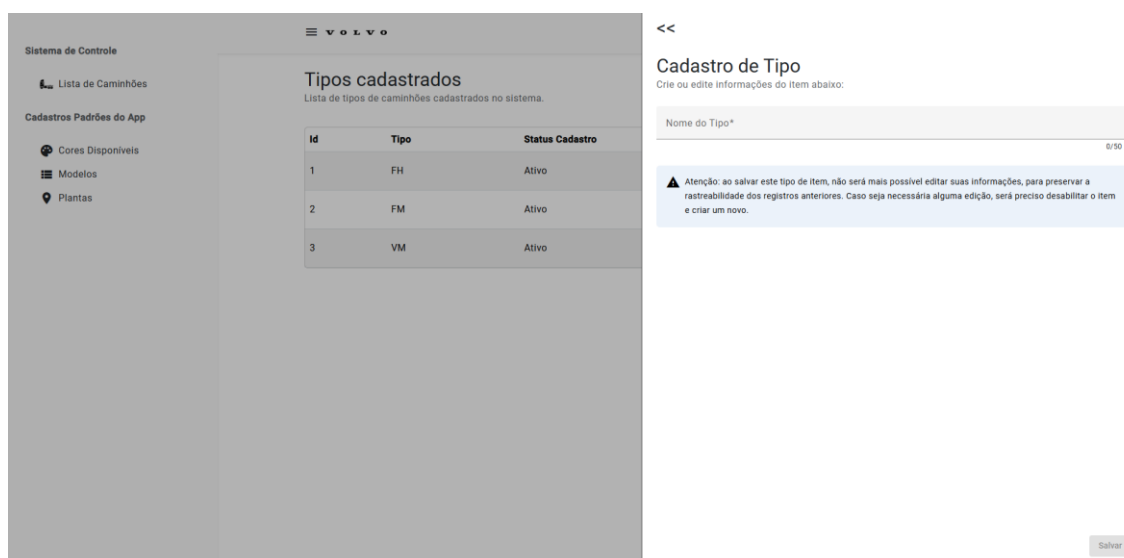 Sistema de Controle
Lista de Caminhões
Cadastros Padrões do App
Cores Disponíveis
Modelos
Plantas
VOLVO
Tipos cadastrados
Lista de tipos de caminhões cadastrados no sistema.
Id Tipo Status Cadastro
1 FH Ativo
2 FM Ativo
3 VM Ativo
<<
Cadastro de Tipo
Crie ou edite informações do item abaixo:
Nome do Tipo*
0/50
Atenção: ao salvar este tipo de item, não será mais possível editar suas informações, para preservar a
rastreabilidade dos registros anteriores. Caso seja necessária alguma edição, será preciso desabilitar o item
e criar um novo.
Salvar